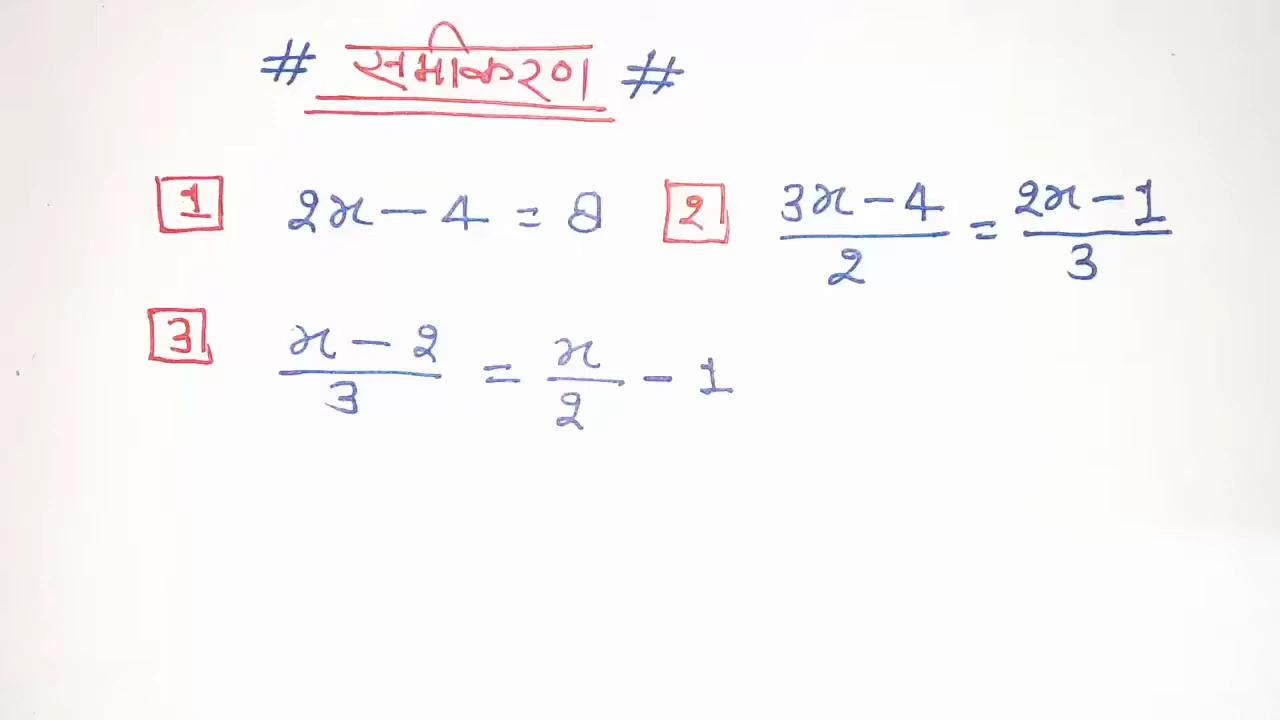 # समीकरण #
1 2x - 4 = 8
2 (3x - 4)/2 = (2x - 1)/3
3 (x - 2)/3 = x/2 - 1